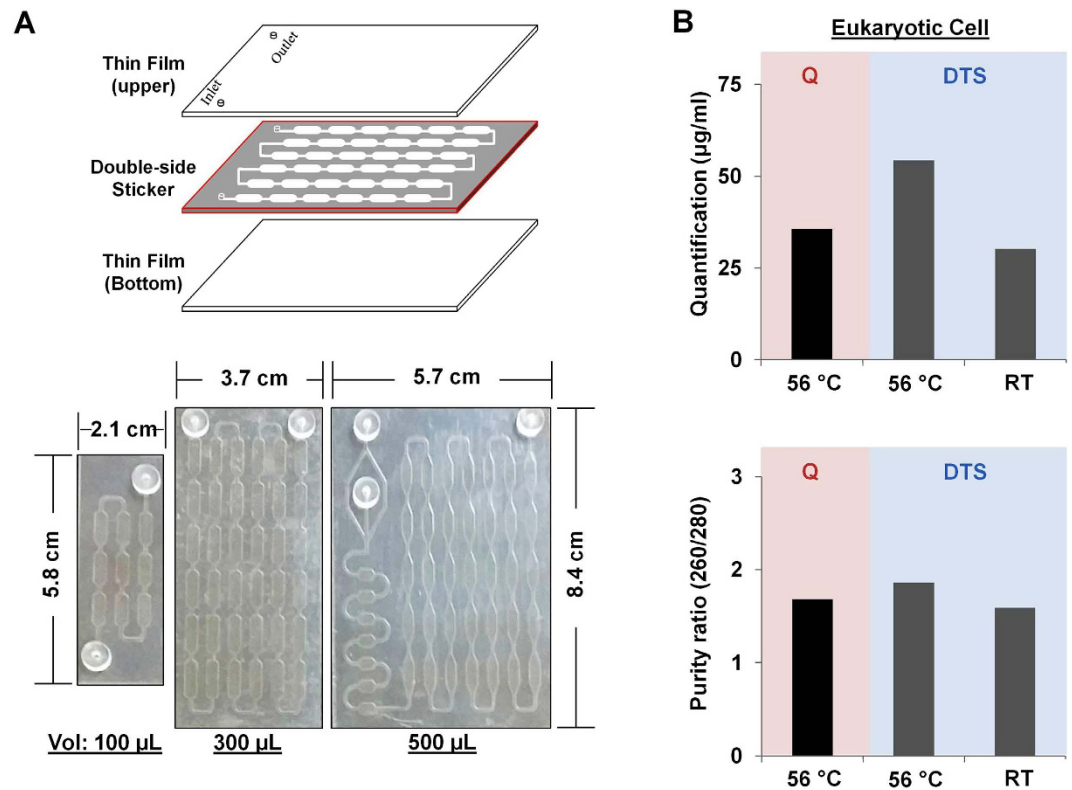 A
Thin Film
(upper)
Inlet
Outlet
Double-side
Sticker
Thin Film
(Bottom)
2.1 cm
3.7 cm
5.7 cm
5.8 cm
8.4 cm
Vol: 100 µL
300 µL
500 µL
B
Eukaryotic Cell
Q
DTS
Quantification (µg/ml)
75
50
25
0
56 °C
56 °C
RT
Q
DTS
Purity ratio (260/280)
3
2
1
0
56 °C
56 °C
RT